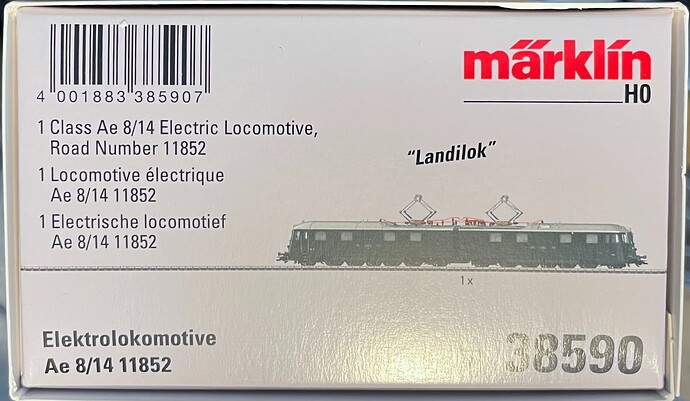 4 001883 385907
märklin
H0
1 Class Ae 8/14 Electric Locomotive,
Road Number 11852
1 Locomotive électrique
Ae 8/14 11852
1 Electrische locomotief
Ae 8/14 11852
"Landilok"
1 x
Elektrolokomotive
Ae 8/14 11852
38590